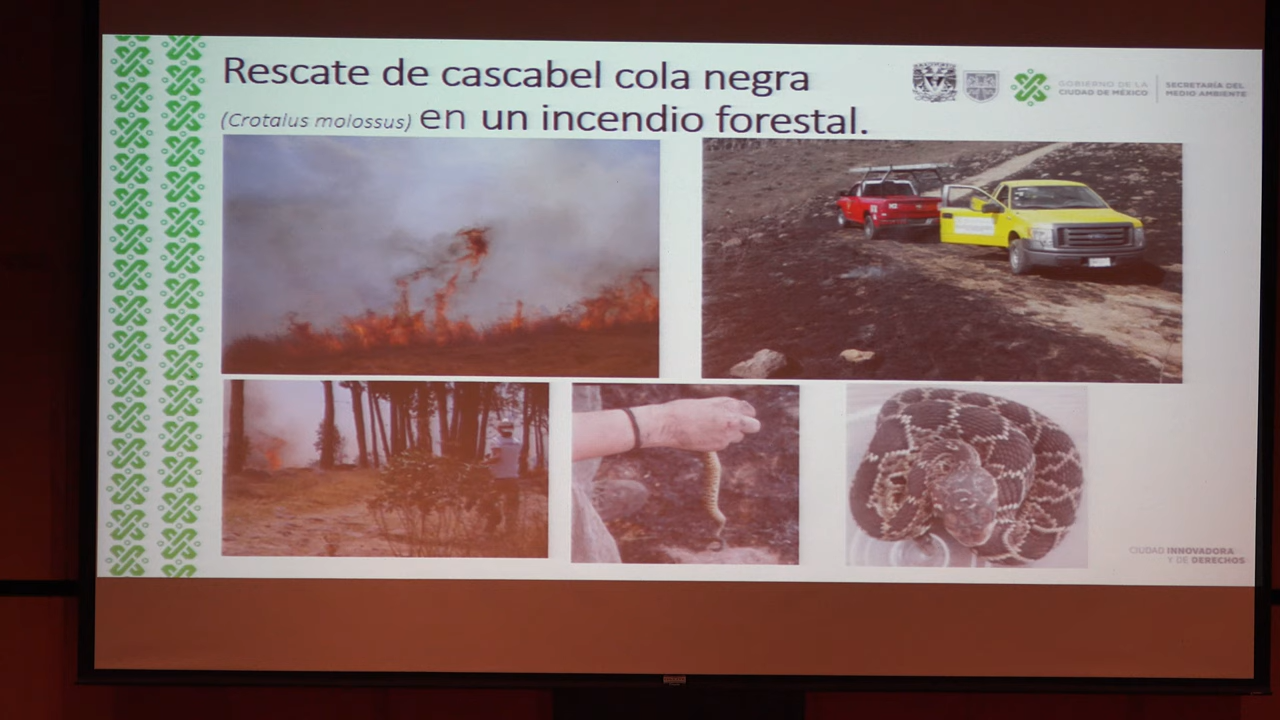 Rescate de cascabel cola negra
(Crotalus molossus) en un incendio forestal.
GOBIERNO DE LA
CIUDAD DE MÉXICO
SECRETARÍA DEL
MEDIO AMBIENTE
CIUDAD INNOVADORA
Y DE DERECHOS